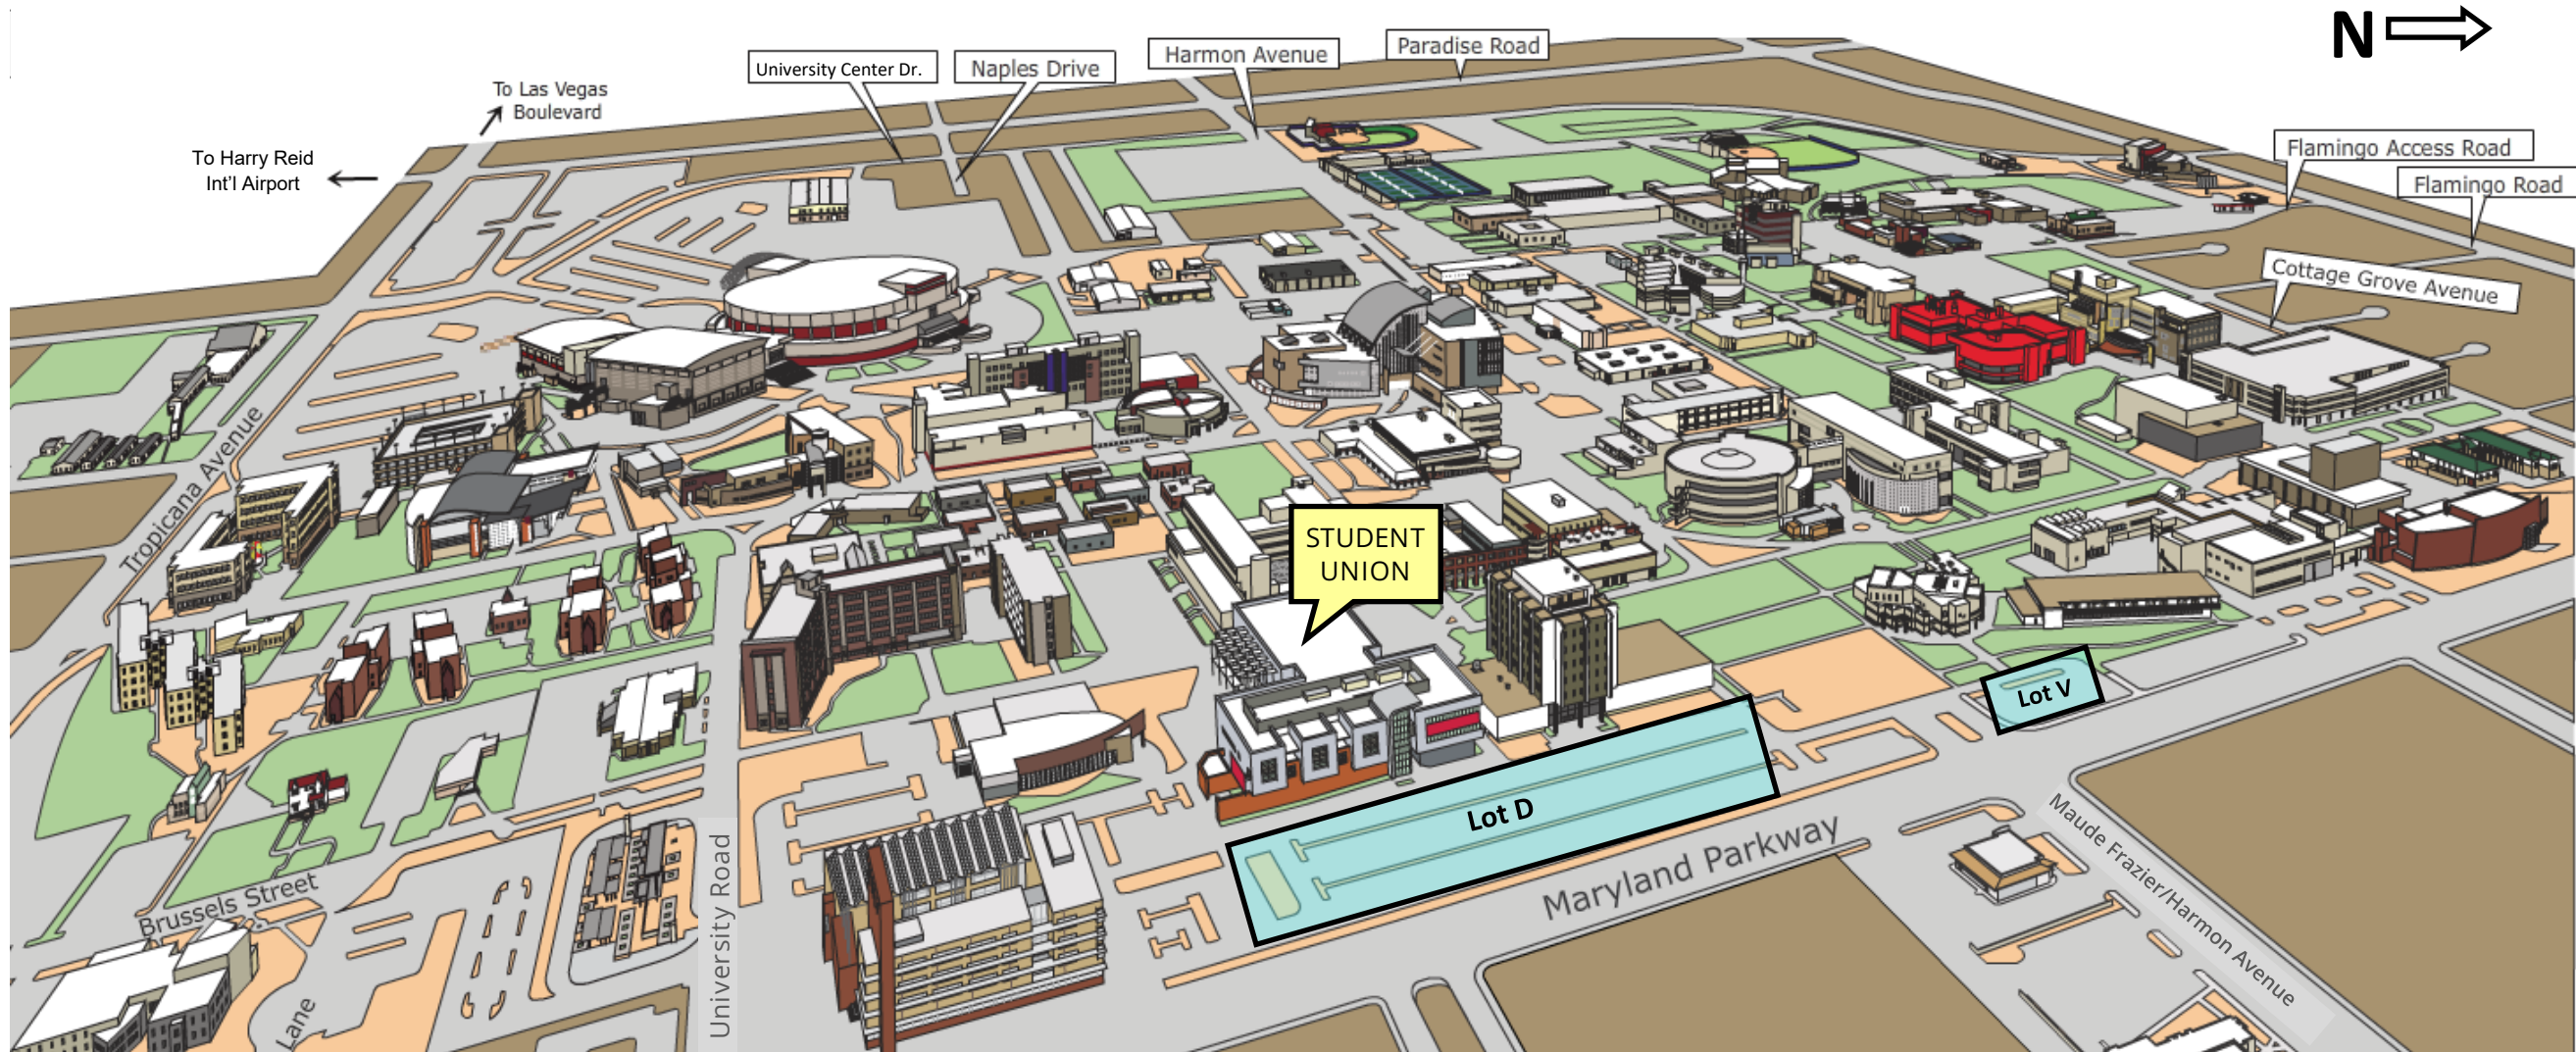 N
Paradise Road
Harmon Avenue
University Center Dr.
Naples Drive
To Las Vegas
Boulevard
To Harry Reid
Int'l Airport
Flamingo Access Road
Flamingo Road
Cottage Grove Avenue
Tropicana Avenue
STUDENT
UNION
Lot V
Lot D
Maryland Parkway
Maude Frazier/Harmon Avenue
University Road
Brussels Street
Lane